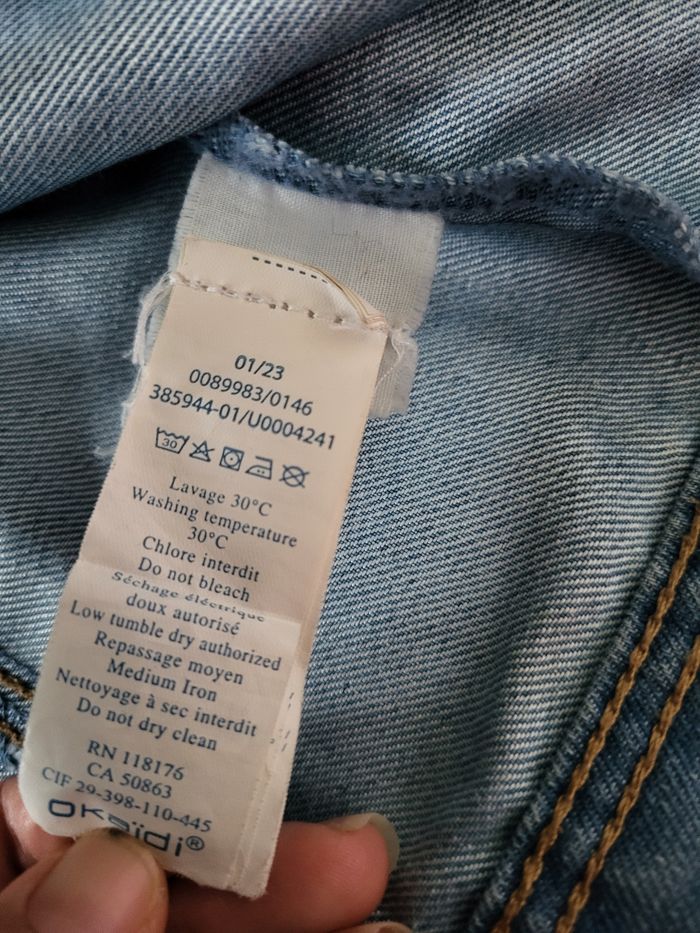 01/23
0089983/0146
385944-01/U0004241
30
Lavage 30°C
Washing temperature
30°C
Chlore interdit
Do not bleach
Séchage électrique
doux autorisé
Low tumble dry authorized
Repassage moyen
Medium Iron
Nettoyage à sec interdit
Do not dry clean
RN 118176
CA 50863
CIF 29-398-110-445
OKaïdi®